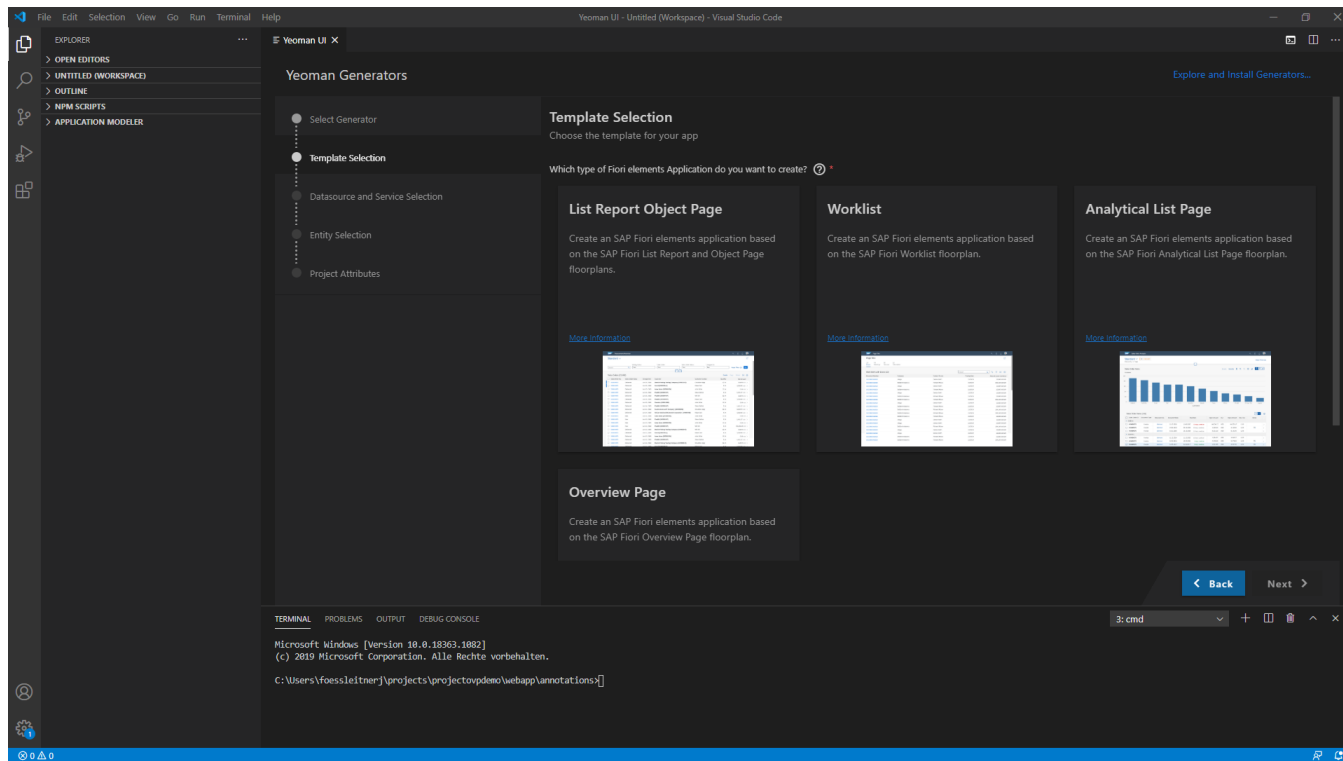 File Edit Selection View Go Run Terminal Help
Yeoman UI - Untitled (Workspace) - Visual Studio Code
EXPLORER
Yeoman UI
OPEN EDITORS
UNTITLED (WORKSPACE)
OUTLINE
NPM SCRIPTS
APPLICATION MODELER
Yeoman Generators
Explore and Install Generators...
Select Generator
Template Selection
Datasource and Service Selection
Entity Selection
Project Attributes
Template Selection
Choose the template for your app
Which type of Fiori elements Application do you want to create? *
List Report Object Page
Create an SAP Fiori elements application based
on the SAP Fiori List Report and Object Page
floorplans.
More Information
Worklist
Create an SAP Fiori elements application based
on the SAP Fiori Worklist floorplan.
More Information
Analytical List Page
Create an SAP Fiori elements application based
on the SAP Fiori Analytical List Page floorplan.
More Information
Overview Page
Create an SAP Fiori elements application based
on the SAP Fiori Overview Page floorplan.
Back
Next
TERMINAL PROBLEMS OUTPUT DEBUG CONSOLE
3: cmd
Microsoft Windows [Version 10.0.18363.1082]
(c) 2019 Microsoft Corporation. Alle Rechte vorbehalten.
C:\Users\foessleitnerj\projects\projectovpdemo\webapp\annotations>
1
0 0